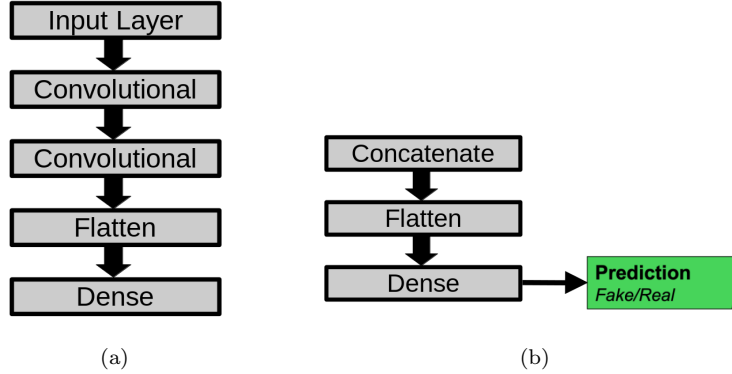 Input Layer
Convolutional
Convolutional
Flatten
Dense
(a)
Concatenate
Flatten
Dense
Prediction
Fake/Real
(b)